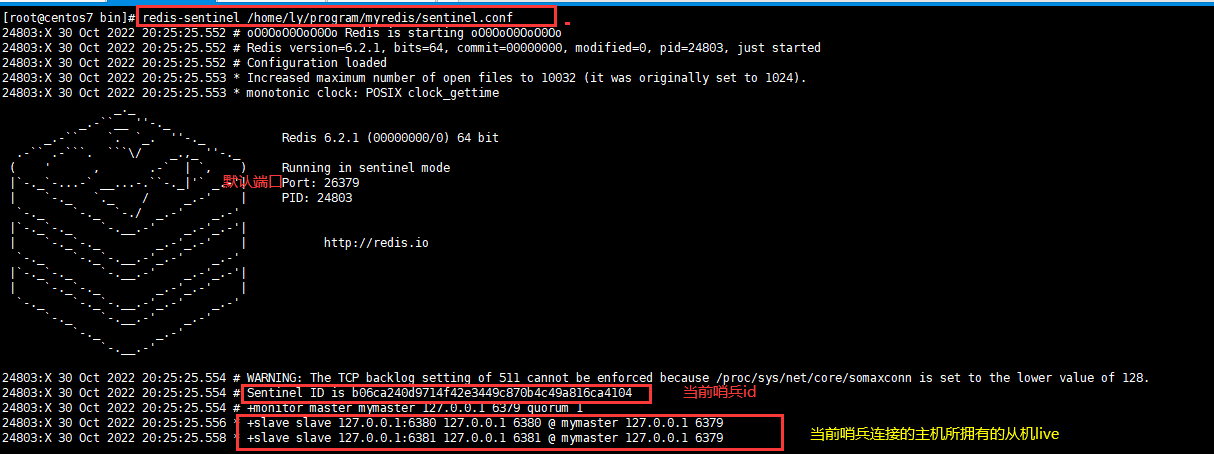 [root@centos7 bin]# redis-sentinel /home/ly/program/myredis/sentinel.conf
24803:X 30 Oct 2022 20:25:25.552 # oO0OoO0OoO0Oo Redis is starting oO0OoO0OoO0Oo
24803:X 30 Oct 2022 20:25:25.552 # Redis version=6.2.1, bits=64, commit=00000000, modified=0, pid=24803, just started
24803:X 30 Oct 2022 20:25:25.552 # Configuration loaded
24803:X 30 Oct 2022 20:25:25.553 * Increased maximum number of open files to 10032 (it was originally set to 1024).
24803:X 30 Oct 2022 20:25:25.553 * monotonic clock: POSIX clock_gettime
Redis 6.2.1 (00000000/0) 64 bit
Running in sentinel mode
默认端口 Port: 26379
PID: 24803
http://redis.io
24803:X 30 Oct 2022 20:25:25.554 # WARNING: The TCP backlog setting of 511 cannot be enforced because /proc/sys/net/core/somaxconn is set to the lower value of 128.
24803:X 30 Oct 2022 20:25:25.554 # Sentinel ID is b06ca240d9714f42e3449c870b4c49a816ca4104 当前哨兵id
24803:X 30 Oct 2022 20:25:25.554 # +monitor master mymaster 127.0.0.1 6379 quorum 1
24803:X 30 Oct 2022 20:25:25.556 * +slave slave 127.0.0.1:6380 127.0.0.1 6380 @ mymaster 127.0.0.1 6379
24803:X 30 Oct 2022 20:25:25.558 * +slave slave 127.0.0.1:6381 127.0.0.1 6381 @ mymaster 127.0.0.1 6379 当前哨兵连接的主机所拥有的从机live